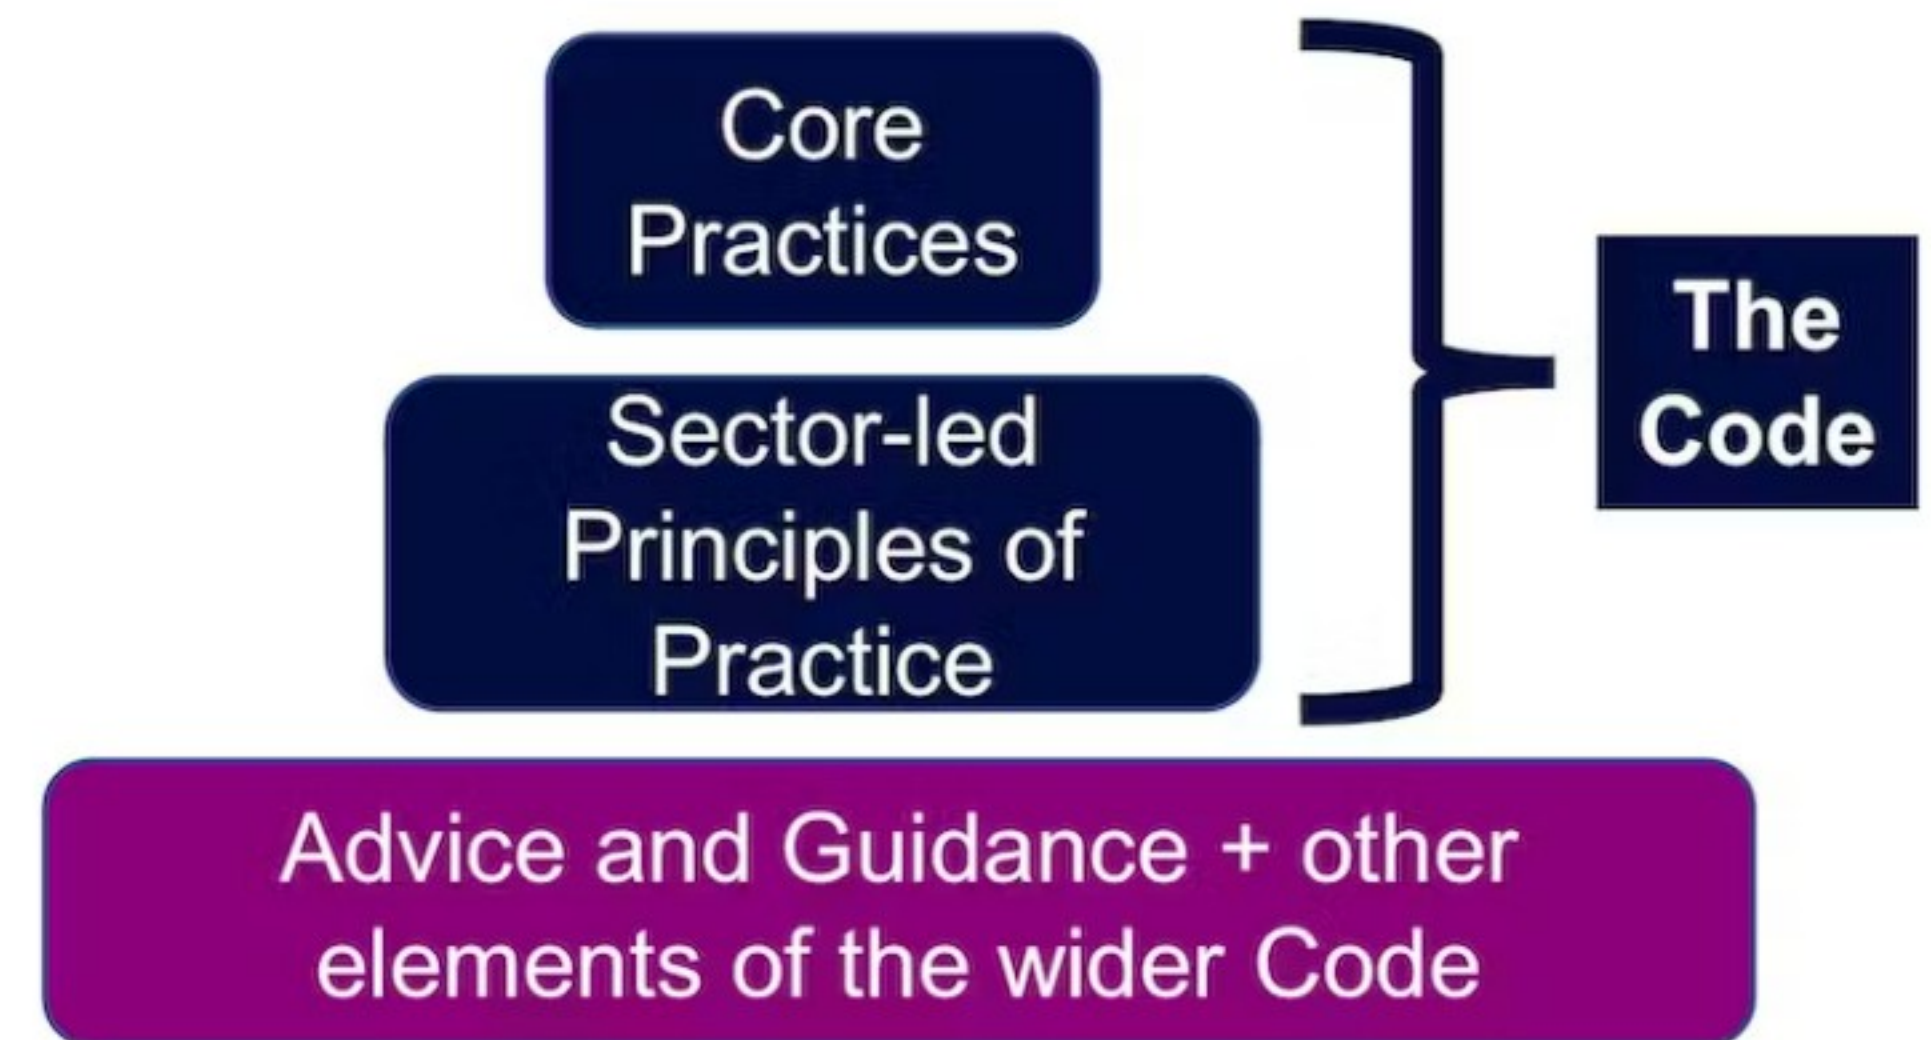 Core
Practices
Sector-led
Principles of
Practice
The
Code
Advice and Guidance + other
elements of the wider Code